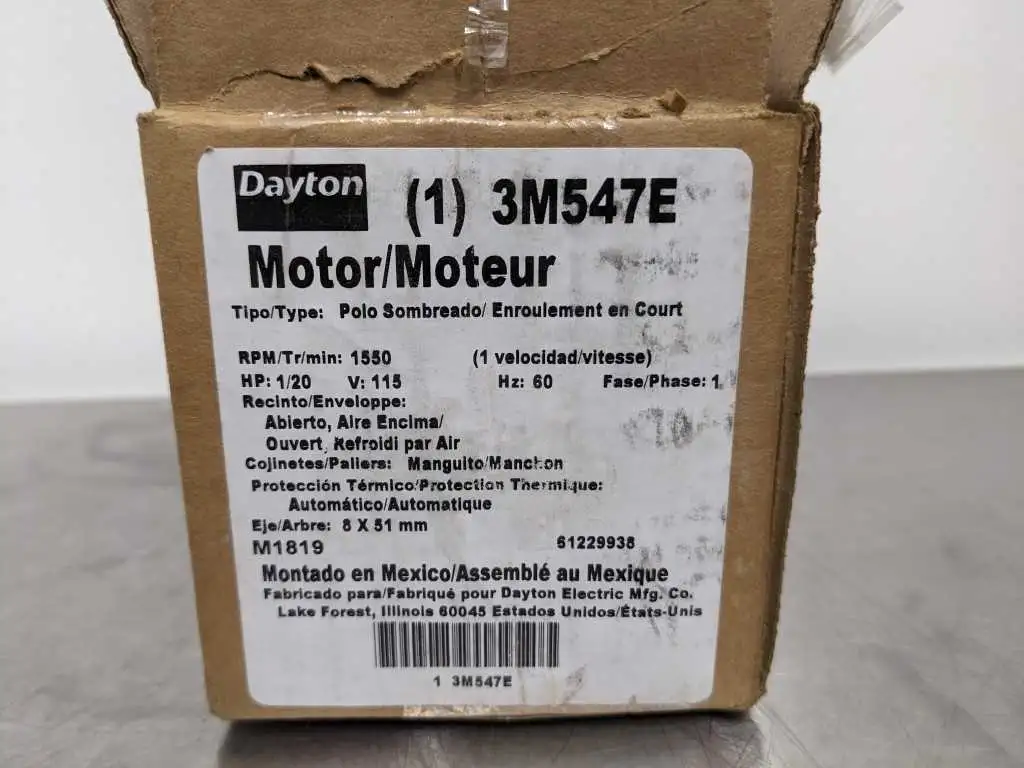 Dayton (1) 3M547E
Motor/Moteur
Tipo/Type: Polo Sombreado/ Enroulement en Court
RPM/Tr/min: 1550 (1 velocidad/vitesse)
HP: 1/20 V: 115 Hz: 60 Fase/Phase: 1
Recinto/Enveloppe:
Abierto, Aire Encima/
Ouvert, Refroidi par Air
Cojinetes/Paliers: Manguito/Manchon
Protección Térmico/Protection Thermique:
Automático/Automatique
Eje/Arbre: 8 X 51 mm
M1819 61229938
Montado en Mexico/Assemblé au Mexique
Fabricado para/Fabriqué pour Dayton Electric Mfg. Co.
Lake Forest, Illinois 60045 Estados Unidos/États-Unis
1 3M547E